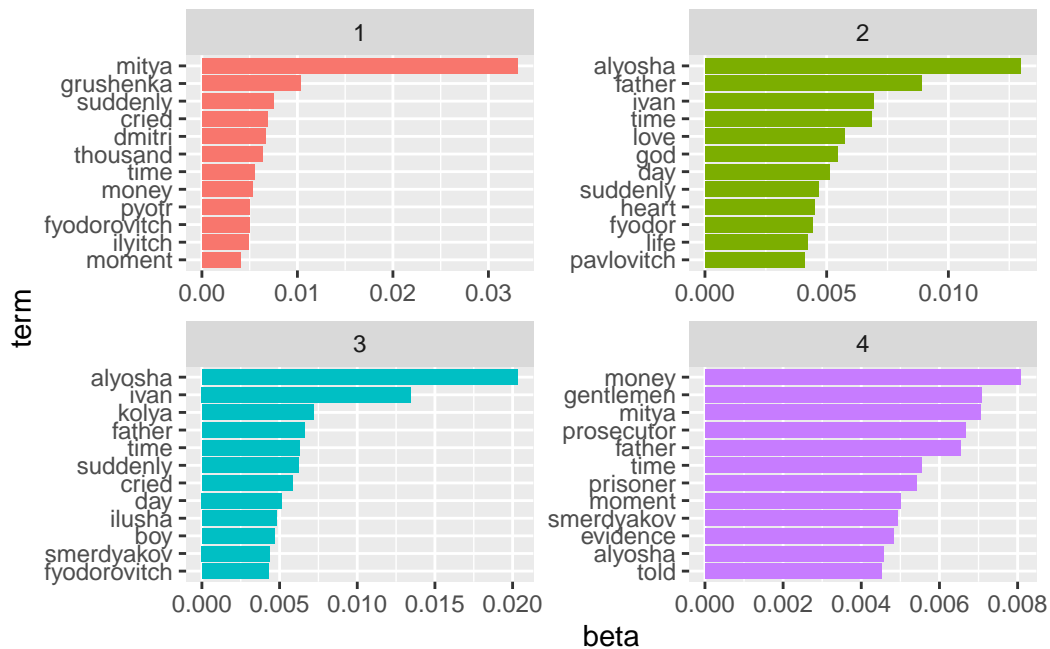 1
mitya
grushenka
suddenly
cried
dmitri
thousand
time
money
pyotr
fyodorovitch
ilyitch
moment
0.00 0.01 0.02 0.03
2
alyosha
father
ivan
time
love
god
day
suddenly
heart
fyodor
life
pavlovitch
0.000 0.005 0.010
term
3
alyosha
ivan
kolya
father
time
suddenly
cried
day
ilusha
boy
smerdyakov
fyodorovitch
0.000 0.005 0.010 0.015 0.020
4
money
gentlemen
mitya
prosecutor
father
time
prisoner
moment
smerdyakov
evidence
alyosha
told
0.000 0.002 0.004 0.006 0.008
beta